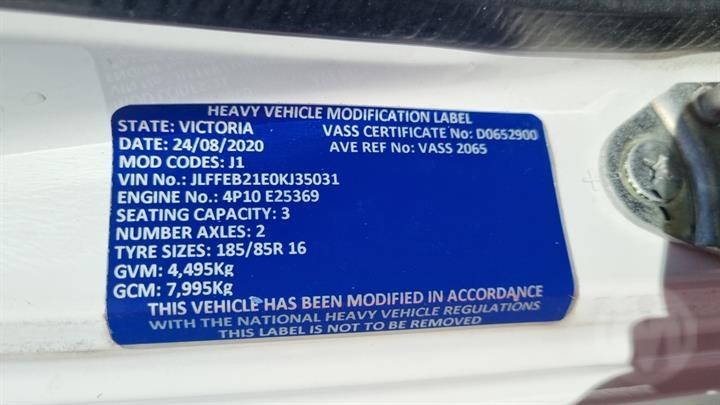 HEAVY VEHICLE MODIFICATION LABEL
STATE: VICTORIA VASS CERTIFICATE No: D0652900
DATE: 24/08/2020 AVE REF No: VASS 2065
MOD CODES: J1
VIN No.: JLFFEB21E0KJ35031
ENGINE No.: 4P10 E25369
SEATING CAPACITY: 3
NUMBER AXLES: 2
TYRE SIZES: 185/85R 16
GVM: 4,495Kg
GCM: 7,995Kg
THIS VEHICLE HAS BEEN MODIFIED IN ACCORDANCE
WITH THE NATIONAL HEAVY VEHICLE REGULATIONS
THIS LABEL IS NOT TO BE REMOVED